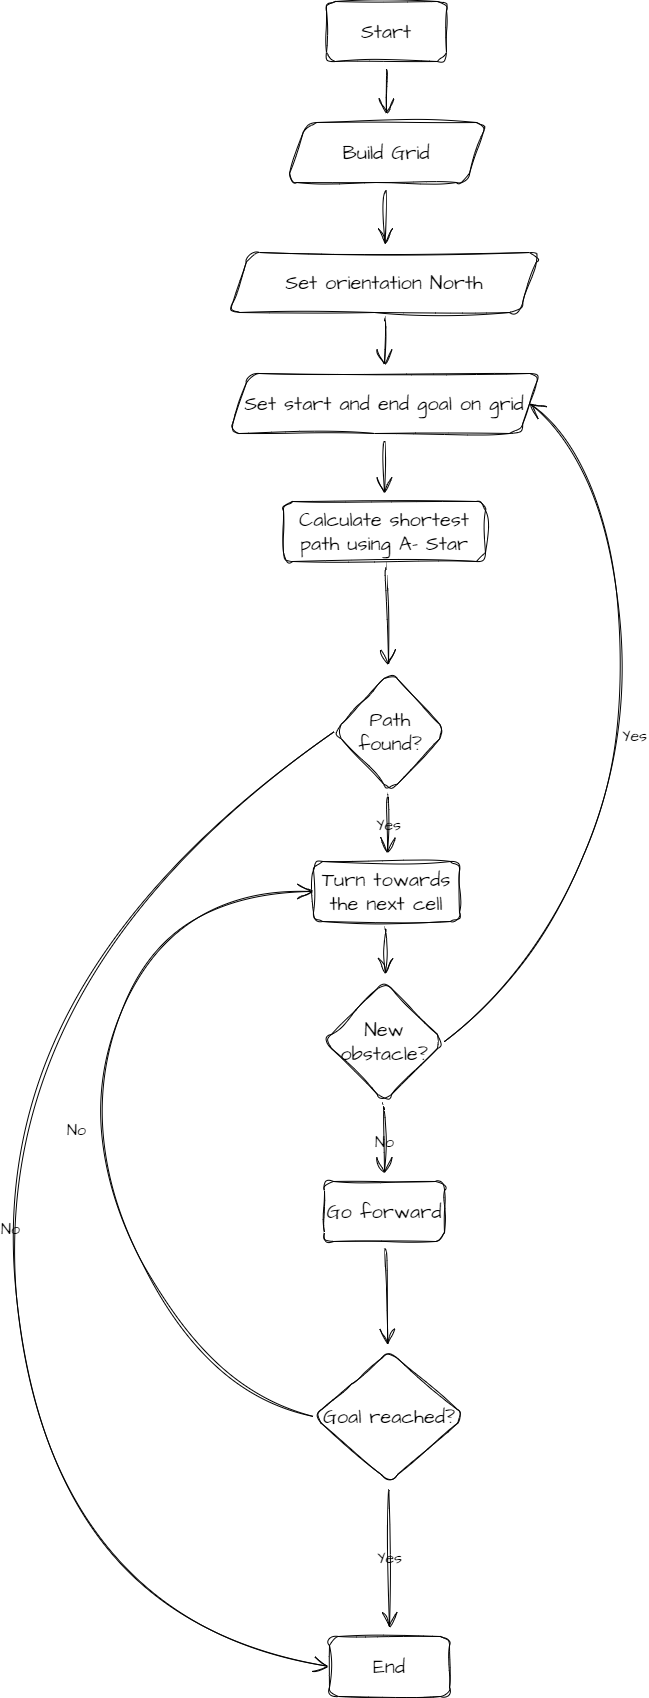 Start
Build Grid
Set orientation North
Set start and end goal on grid
Calculate shortest
path using A- Star
Path
found?
Yes
Yes
Turn towards
the next cell
New
obstacle?
No
No
Go forward
No
Goal reached?
Yes
End